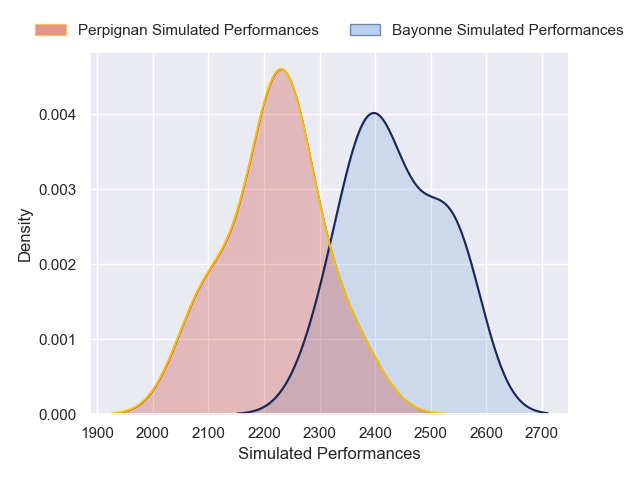 Perpignan Simulated Performances
Bayonne Simulated Performances
0.004
0.003
0.002
0.001
0.000
Density
1900 2000 2100 2200 2300 2400 2500 2600 2700
Simulated Performances